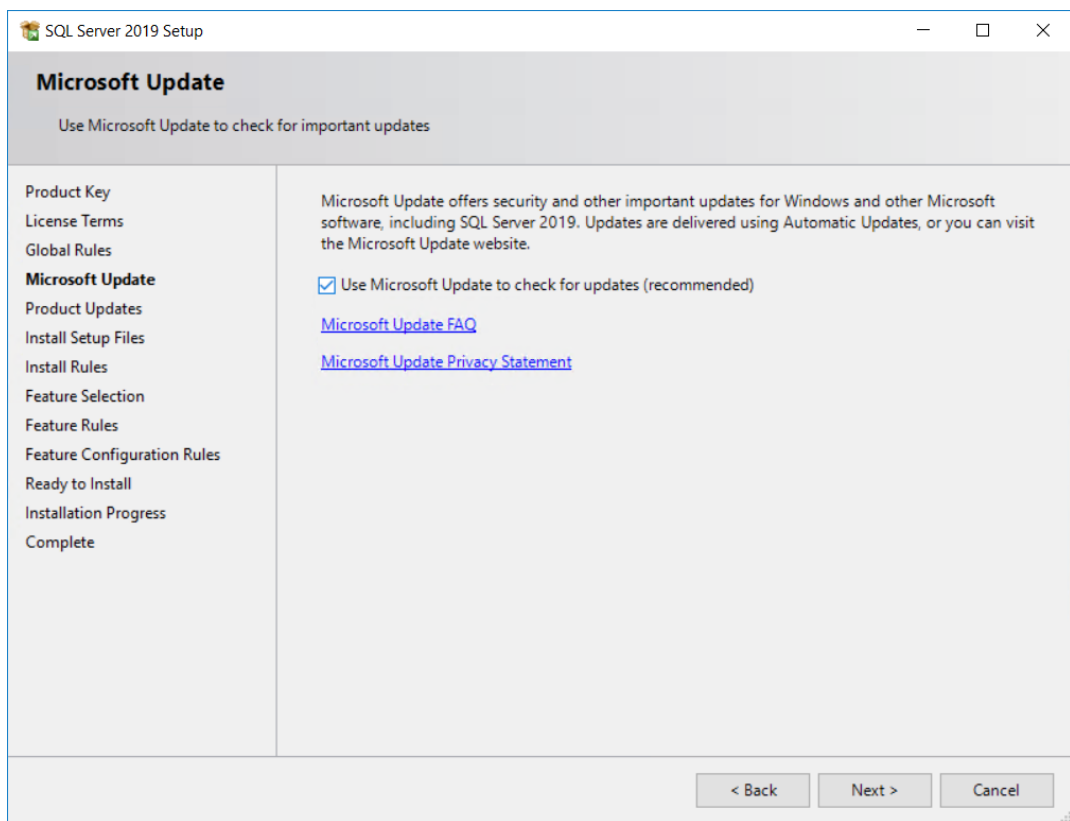 SQL Server 2019 Setup
Microsoft Update
Use Microsoft Update to check for important updates
Product Key
License Terms
Global Rules
Microsoft Update
Product Updates
Install Setup Files
Install Rules
Feature Selection
Feature Rules
Feature Configuration Rules
Ready to Install
Installation Progress
Complete
Microsoft Update offers security and other important updates for Windows and other Microsoft
software, including SQL Server 2019. Updates are delivered using Automatic Updates, or you can visit
the Microsoft Update website.
Use Microsoft Update to check for updates (recommended)
Microsoft Update FAQ
Microsoft Update Privacy Statement
< Back
Next >
Cancel